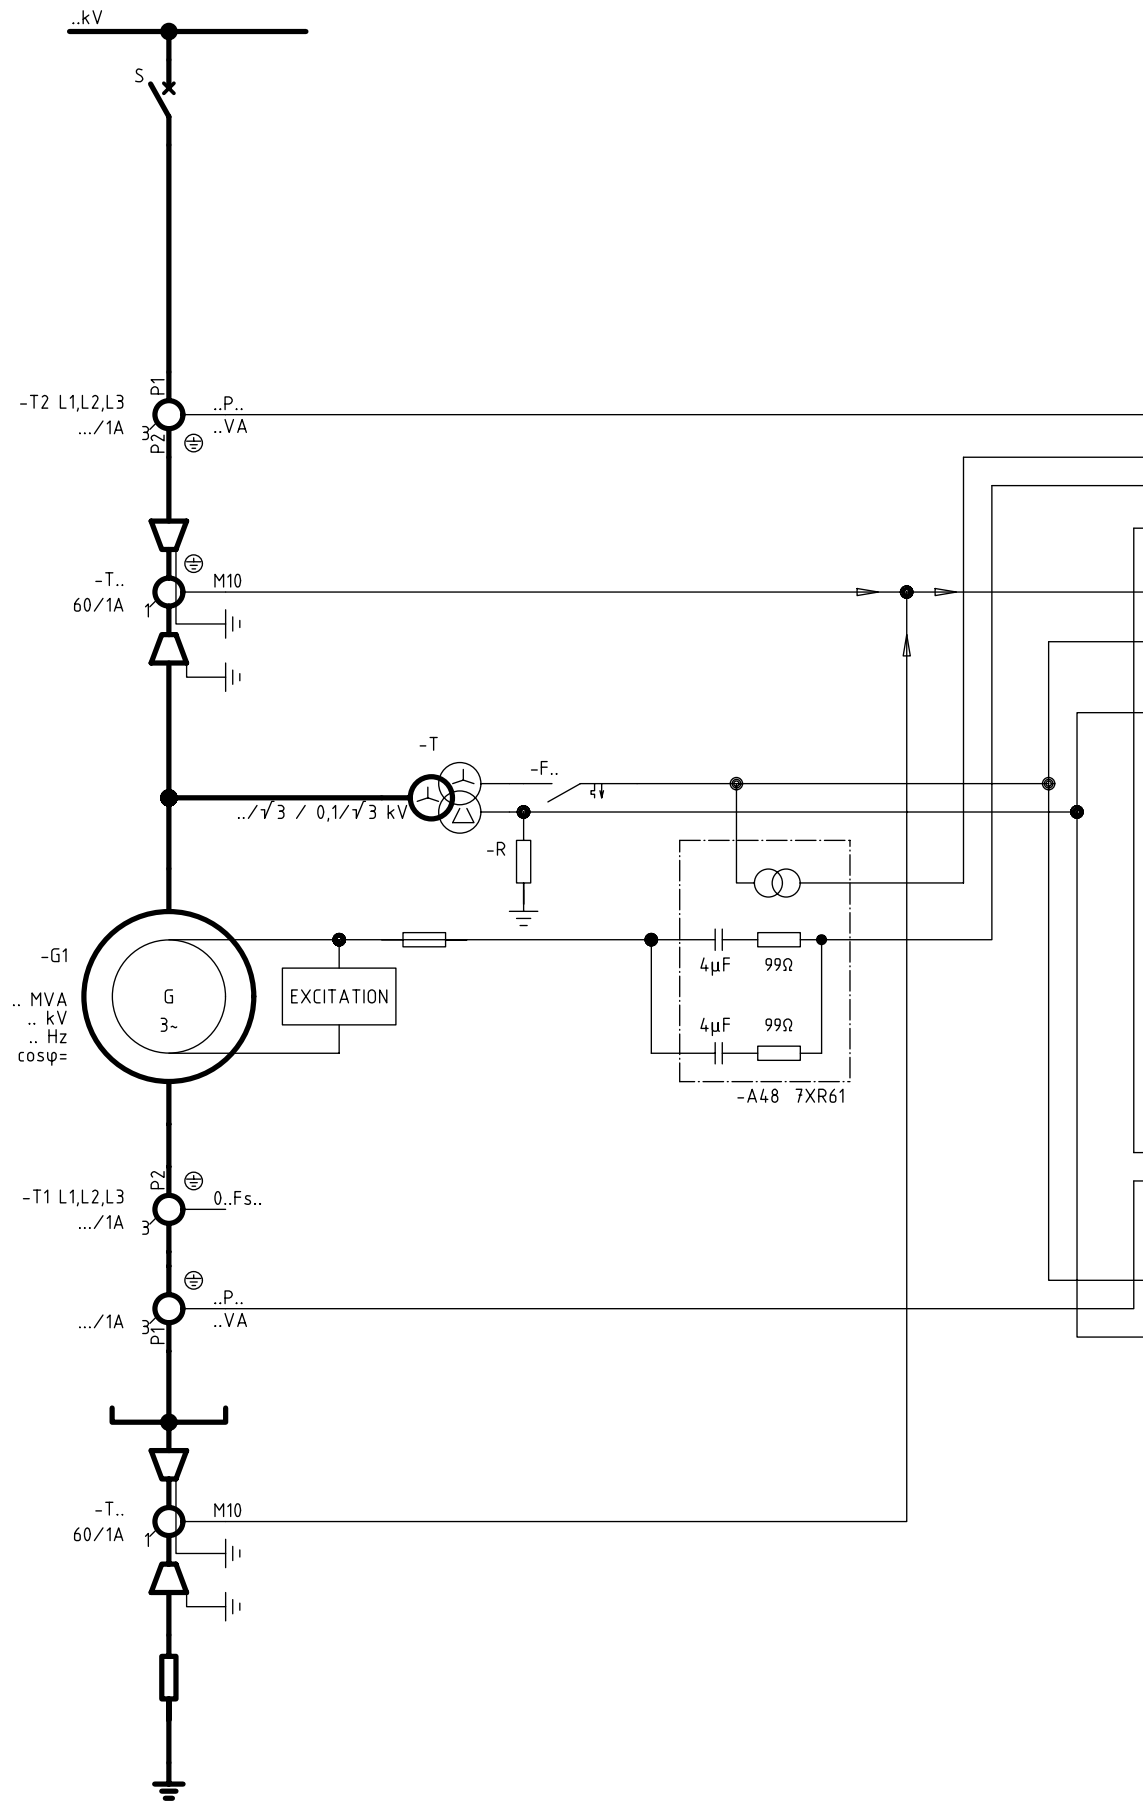 ..kV
S
P1
-T2 L1,L2,L3
..P..
.../1A
3
P2
..VA
-T..
M10
60/1A
1
-T
-F..
../√3 / 0,1/√3 kV
-R
-G1
G
3~
.. MVA
.. kV
.. Hz
cosφ=
EXCITATION
4µF
99Ω
4µF
99Ω
-A48 7XR61
P2
-T1 L1,L2,L3
0..Fs..
.../1A
3
..P..
.../1A
3
P1
..VA
-T..
M10
60/1A
1